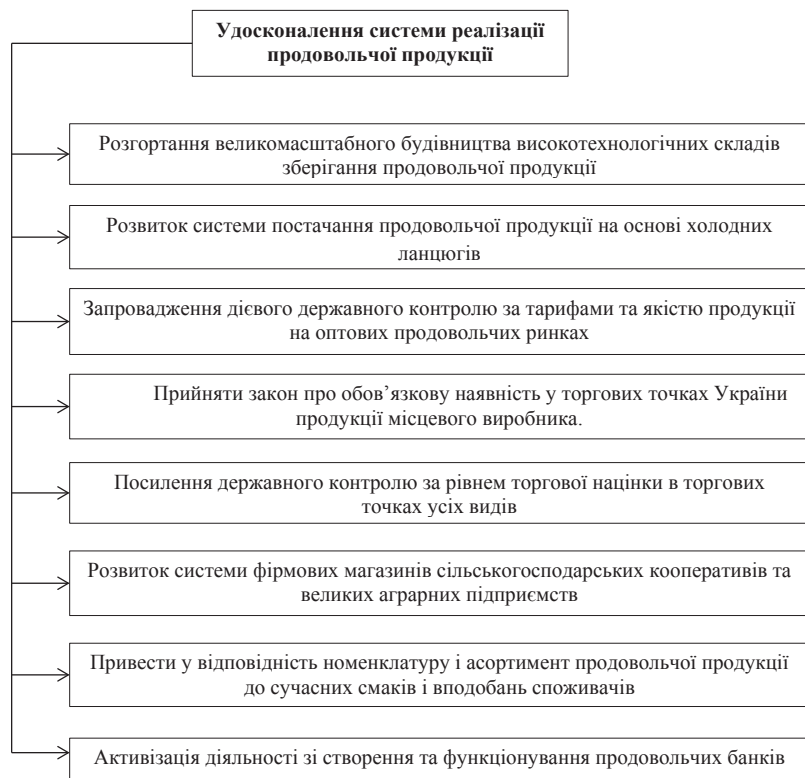 Удосконалення системи реалізації
продовольчої продукції
Розгортання великомасштабного будівництва високотехнологічних складів
зберігання продовольчої продукції
Розвиток системи постачання продовольчої продукції на основі холодних
ланцюгів
Запровадження дієвого державного контролю за тарифами та якістю продукції
на оптових продовольчих ринках
Прийняти закон про обов’язкову наявність у торгових точках України
продукції місцевого виробника.
Посилення державного контролю за рівнем торгової націнки в торгових
точках усіх видів
Розвиток системи фірмових магазинів сільськогосподарських кооперативів та
великих аграрних підприємств
Привести у відповідність номенклатуру і асортимент продовольчої продукції
до сучасних смаків і вподобань споживачів
Активізація діяльності зі створення та функціонування продовольчих банків